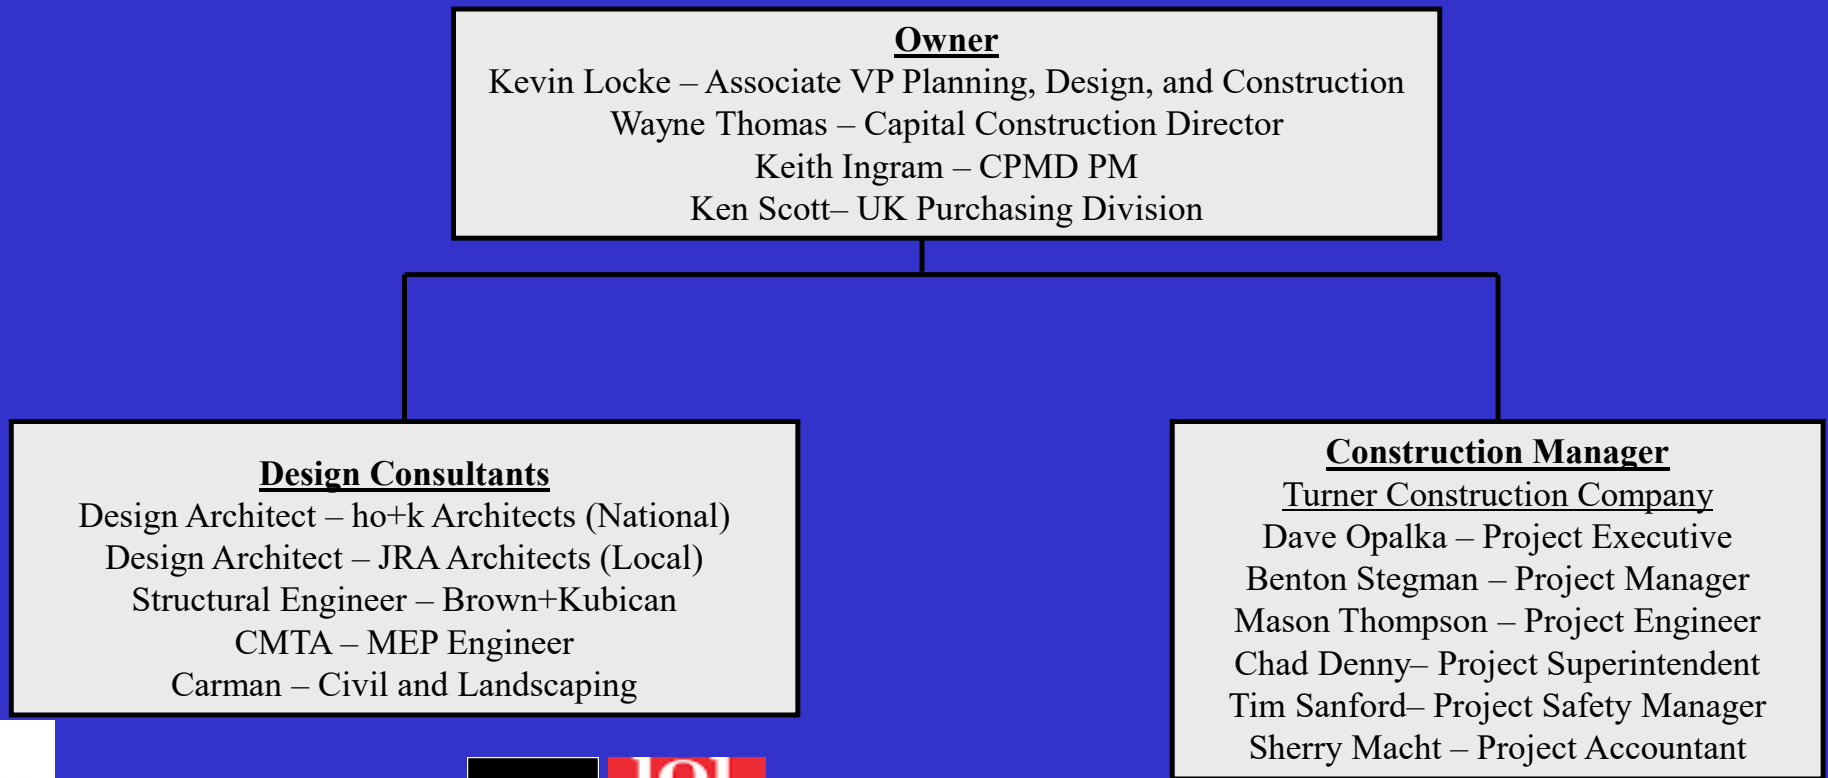 Owner
Kevin Locke – Associate VP Planning, Design, and Construction
Wayne Thomas – Capital Construction Director
Keith Ingram – CPMD PM
Ken Scott– UK Purchasing Division
Design Consultants
Design Architect – ho+k Architects (National)
Design Architect – JRA Architects (Local)
Structural Engineer – Brown+Kubican
CMTA – MEP Engineer
Carman – Civil and Landscaping
Construction Manager
Turner Construction Company
Dave Opalka – Project Executive
Benton Stegman – Project Manager
Mason Thompson – Project Engineer
Chad Denny– Project Superintendent
Tim Sanford– Project Safety Manager
Sherry Macht – Project Accountant